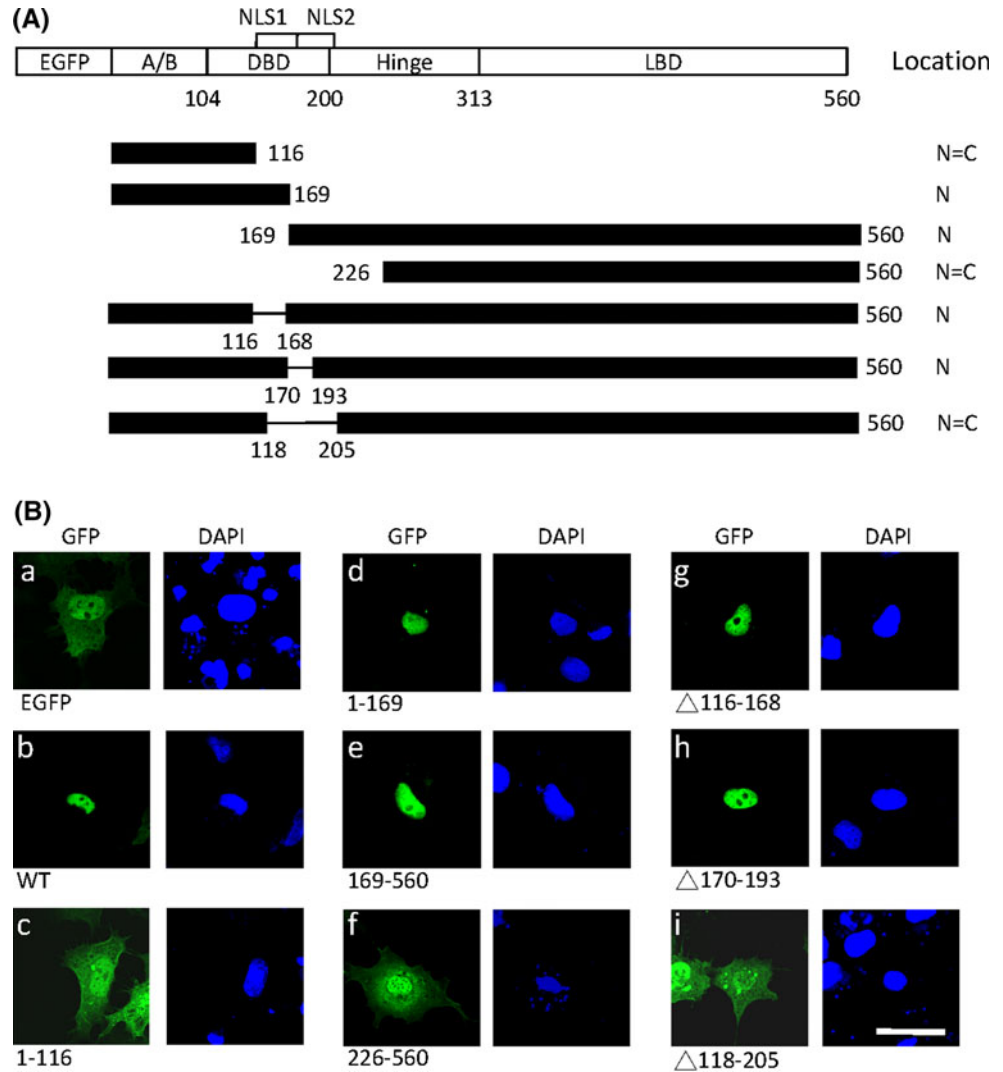 (A)
NLS1 NLS2
EGFP A/B DBD Hinge LBD Location
104 200 313 560
116 N=C
169 N
169 560 N
226 560 N=C
560 N
116 168
560 N
170 193
560 N=C
118 205
(B)
GFP DAPI GFP DAPI GFP DAPI
a d g
EGFP 1-169 △116-168
b e h
WT 169-560 △170-193
c f i
1-116 226-560 △118-205